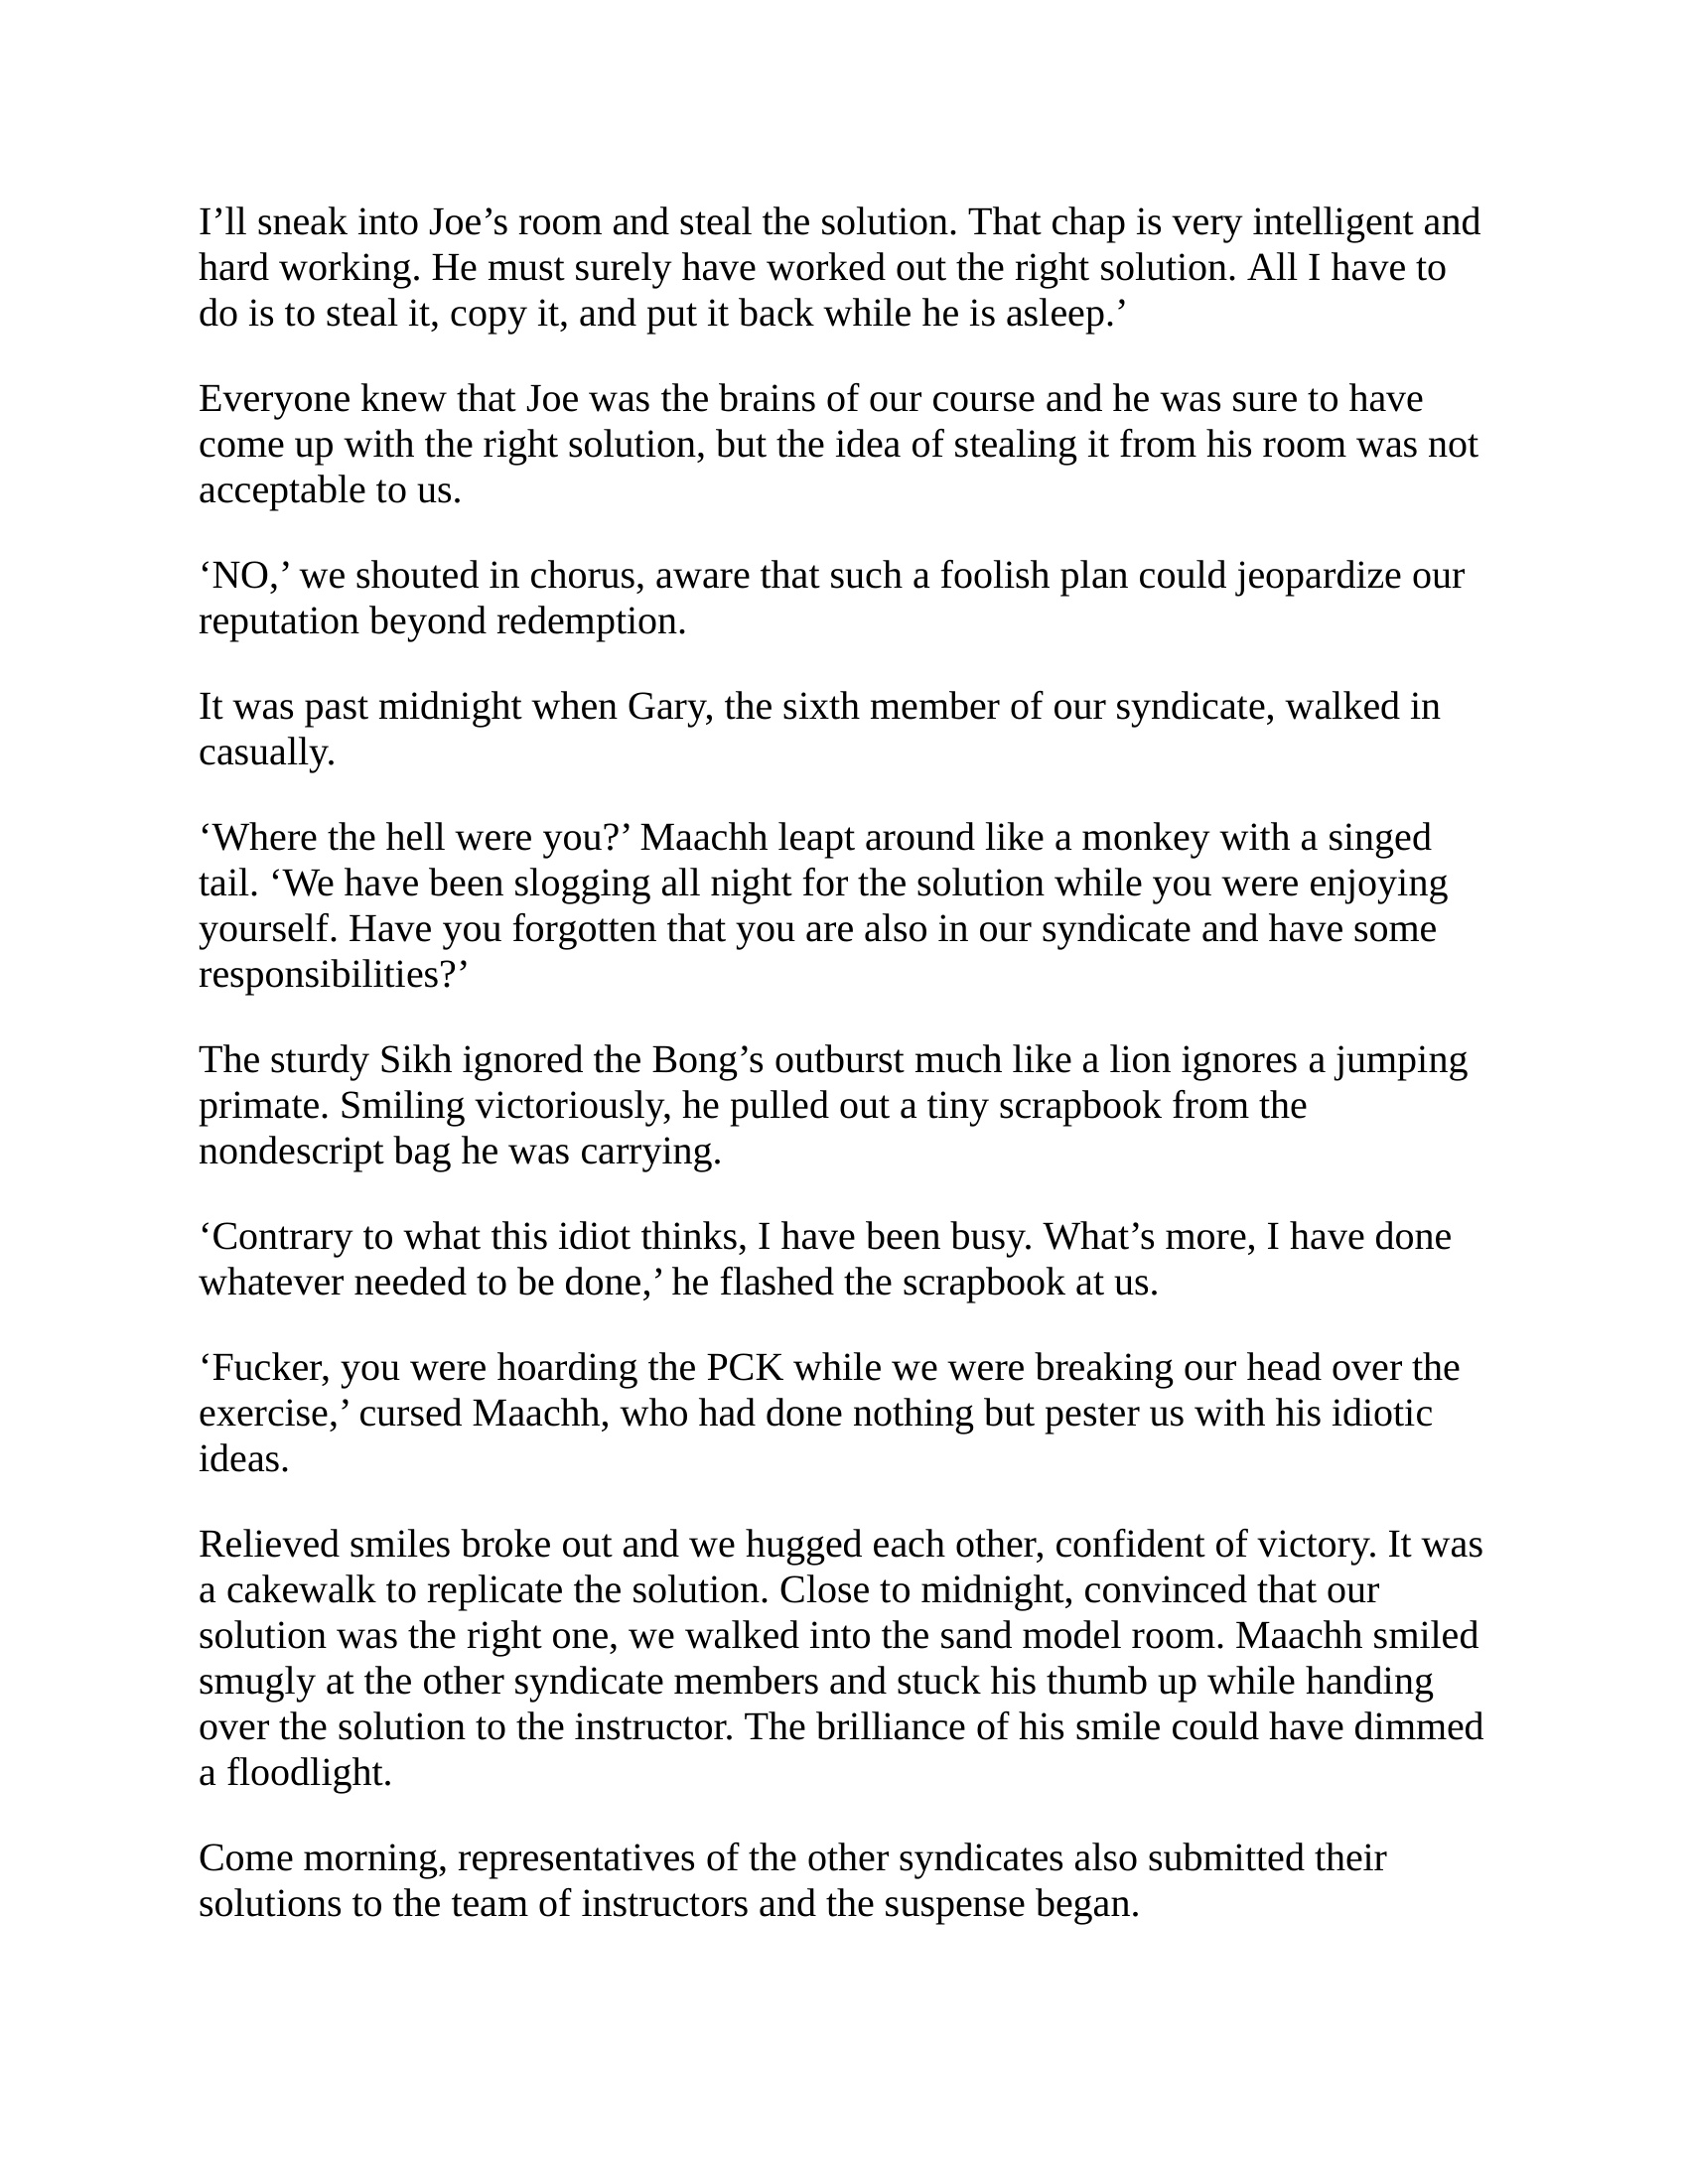 I’ll sneak into Joe’s room and steal the solution. That chap is very intelligent and
hard working. He must surely have worked out the right solution. All I have to
do is to steal it, copy it, and put it back while he is asleep.’
Everyone knew that Joe was the brains of our course and he was sure to have
come up with the right solution, but the idea of stealing it from his room was not
acceptable to us.
‘NO,’ we shouted in chorus, aware that such a foolish plan could jeopardize our
reputation beyond redemption.
It was past midnight when Gary, the sixth member of our syndicate, walked in
casually.
‘Where the hell were you?’ Maachh leapt around like a monkey with a singed
tail. ‘We have been slogging all night for the solution while you were enjoying
yourself. Have you forgotten that you are also in our syndicate and have some
responsibilities?’
The sturdy Sikh ignored the Bong’s outburst much like a lion ignores a jumping
primate. Smiling victoriously, he pulled out a tiny scrapbook from the
nondescript bag he was carrying.
‘Contrary to what this idiot thinks, I have been busy. What’s more, I have done
whatever needed to be done,’ he flashed the scrapbook at us.
‘Fucker, you were hoarding the PCK while we were breaking our head over the
exercise,’ cursed Maachh, who had done nothing but pester us with his idiotic
ideas.
Relieved smiles broke out and we hugged each other, confident of victory. It was
a cakewalk to replicate the solution. Close to midnight, convinced that our
solution was the right one, we walked into the sand model room. Maachh smiled
smugly at the other syndicate members and stuck his thumb up while handing
over the solution to the instructor. The brilliance of his smile could have dimmed
a floodlight.
Come morning, representatives of the other syndicates also submitted their
solutions to the team of instructors and the suspense began.